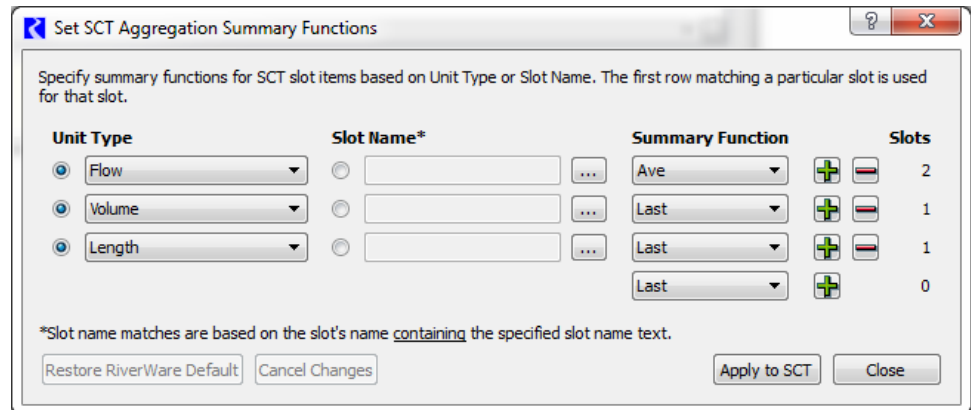 Set SCT Aggregation Summary Functions
Specify summary functions for SCT slot items based on Unit Type or Slot Name. The first row matching a particular slot is used
for that slot.
Unit Type Slot Name* Summary Function Slots
Flow ... Ave 2
Volume ... Last 1
Length ... Last 1
Last 0
*Slot name matches are based on the slot's name containing the specified slot name text.
Restore RiverWare Default Cancel Changes Apply to SCT Close